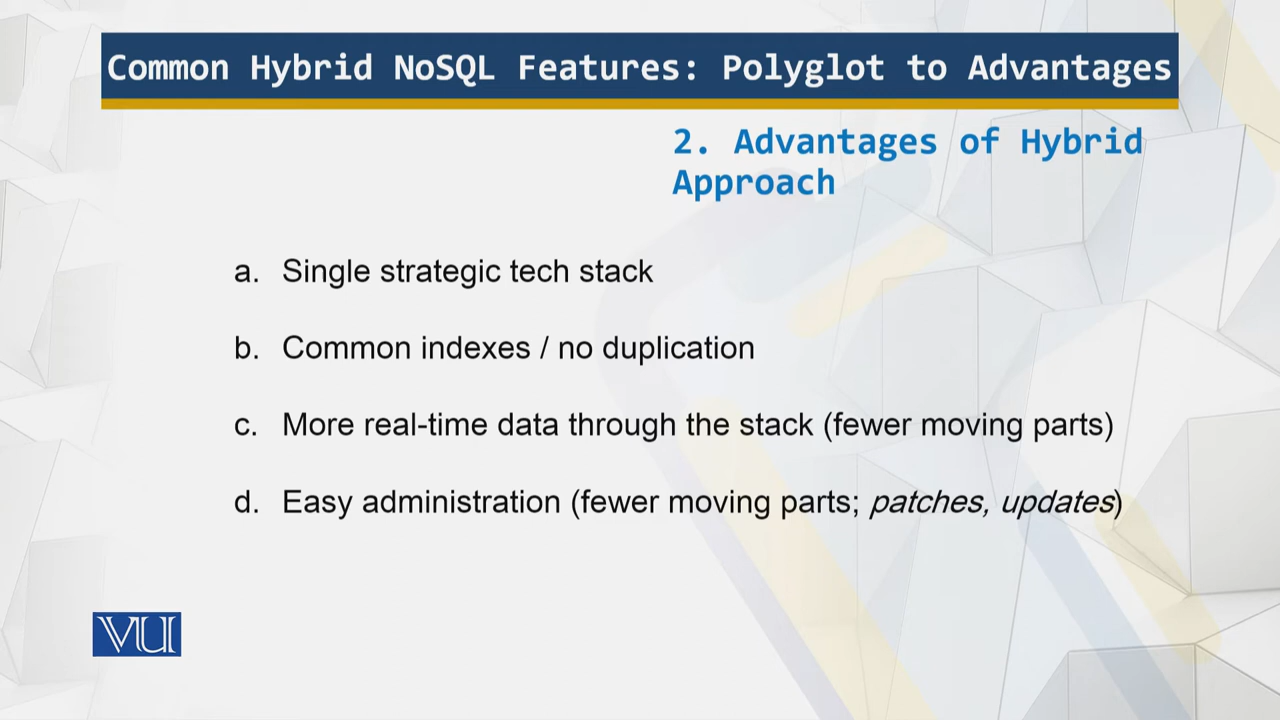 Common Hybrid NoSQL Features: Polyglot to Advantages
2. Advantages of Hybrid
Approach
a. Single strategic tech stack
b. Common indexes / no duplication
c. More real-time data through the stack (fewer moving parts)
d. Easy administration (fewer moving parts; patches, updates)
VU